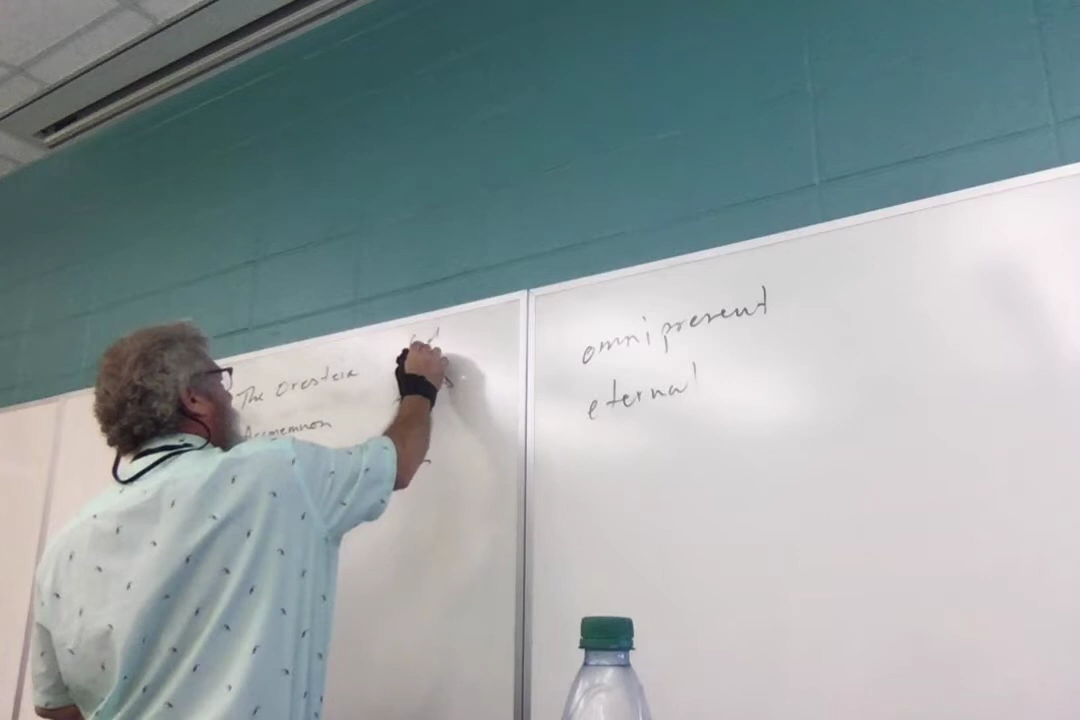 The Oresteia
Agamemnon
omnipresent
eternal